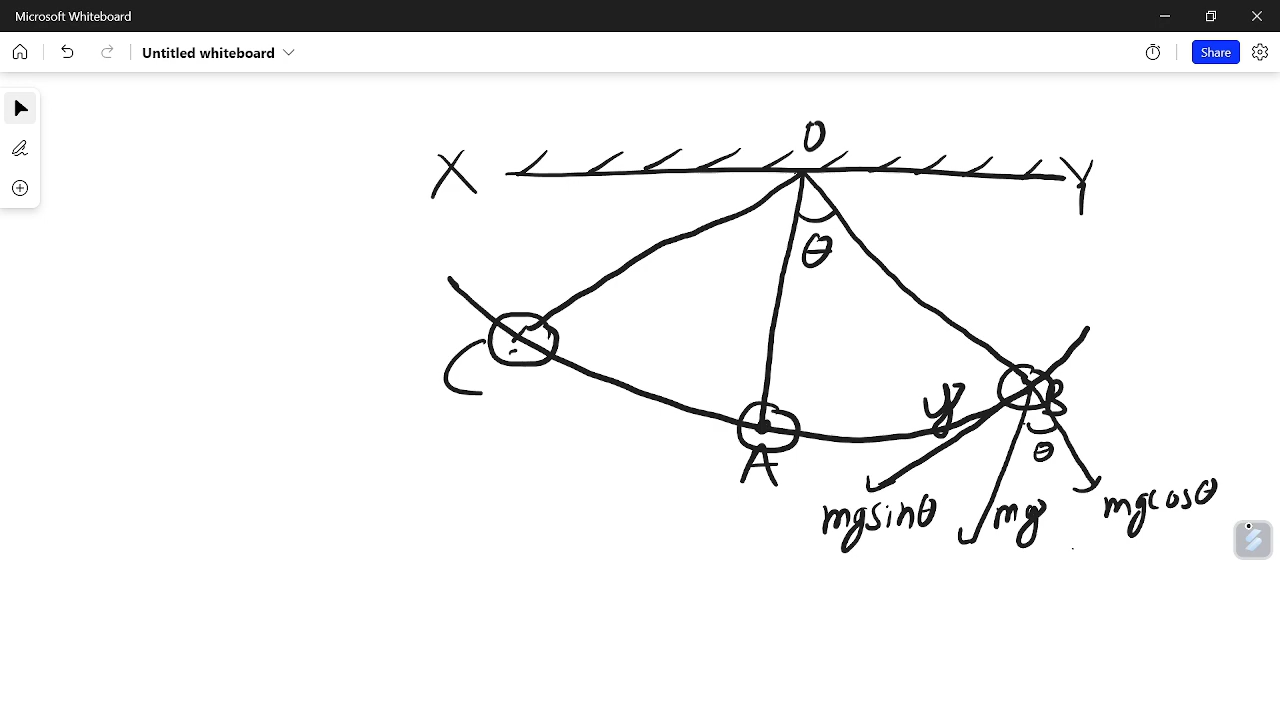 Microsoft Whiteboard
Untitled whiteboard
Share
O
X
Y
θ
C
y
B
A
θ
mgsinθ
mg
mgcosθ